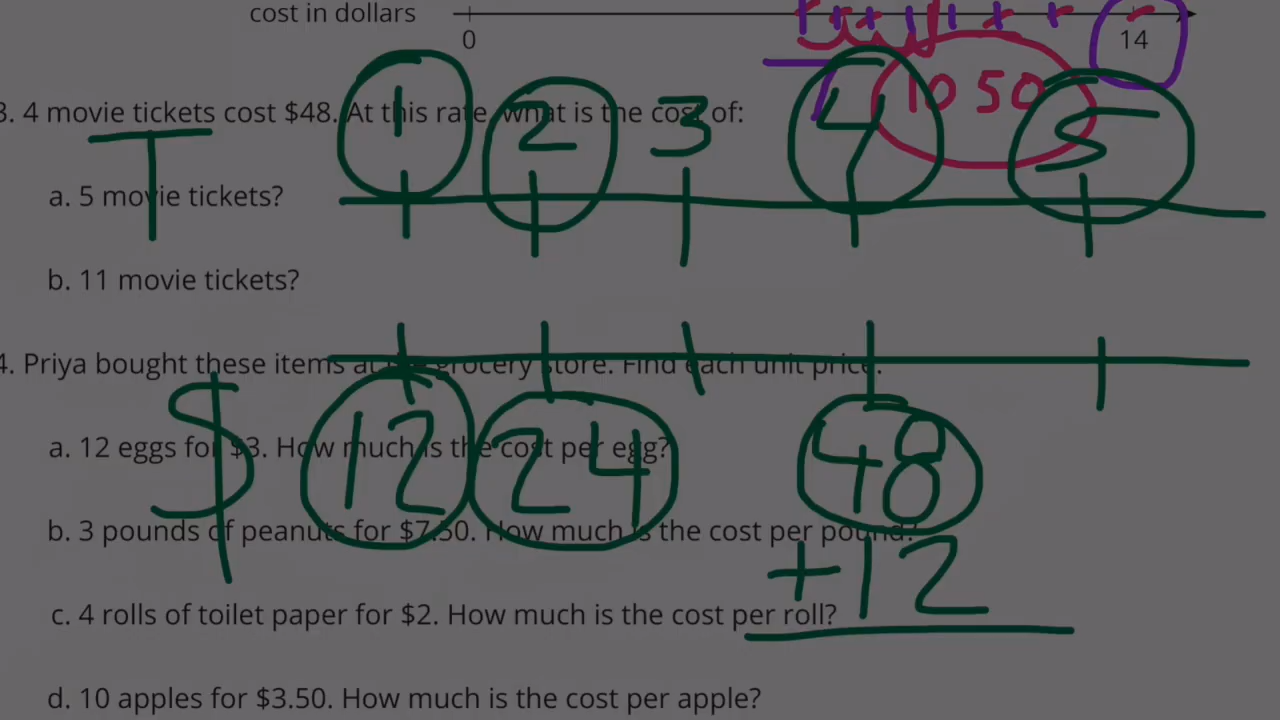 cost in dollars
0
14
10 50
3. 4 movie tickets cost $48. At this rate, what is the cost of:
1 2 3 4 5
T
a. 5 movie tickets?
b. 11 movie tickets?
4. Priya bought these items at the grocery store. Find each unit price.
$ 12 24 48
a. 12 eggs for $3. How much is the cost per egg?
b. 3 pounds of peanuts for $7.50. How much is the cost per pound?
+12
c. 4 rolls of toilet paper for $2. How much is the cost per roll?
d. 10 apples for $3.50. How much is the cost per apple?